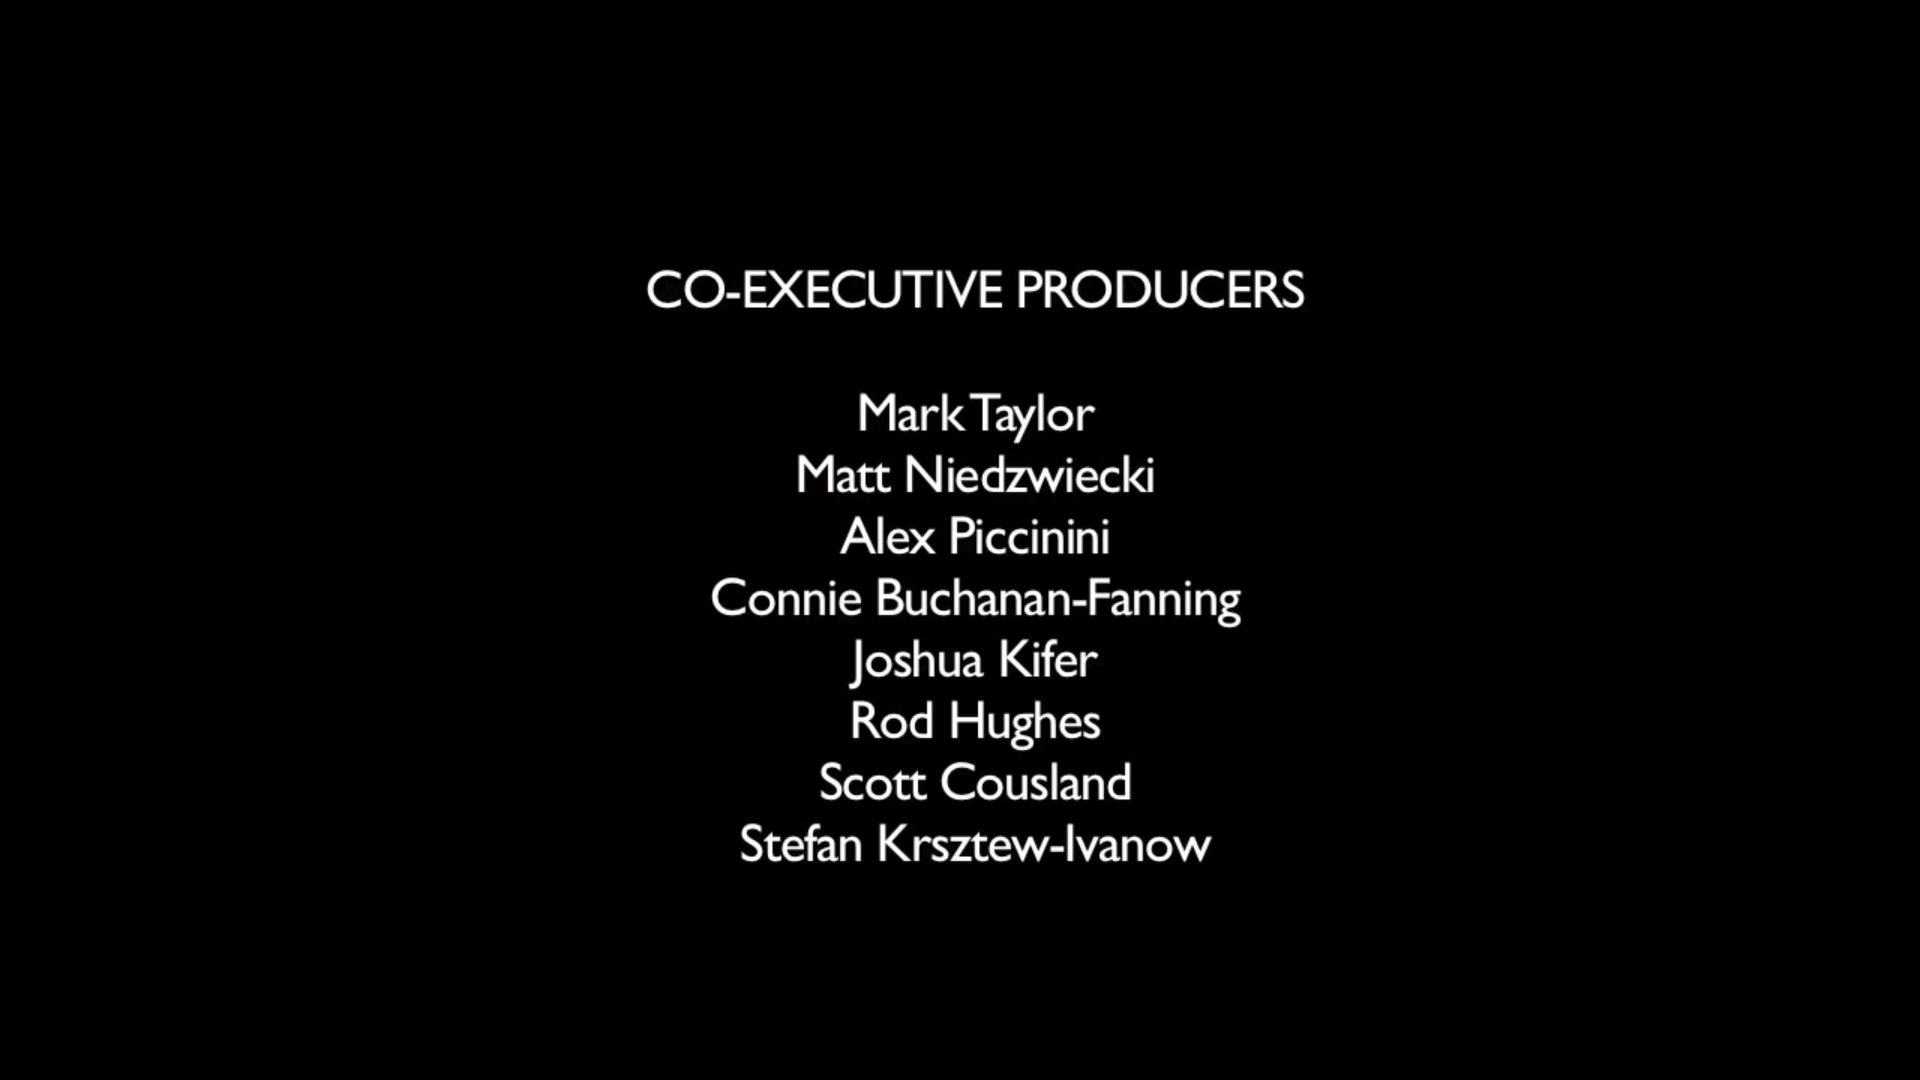 CO-EXECUTIVE PRODUCERS
Mark Taylor
Matt Niedzwiecki
Alex Piccinini
Connie Buchanan-Fanning
Joshua Kifer
Rod Hughes
Scott Cousland
Stefan Krsztew-Ivanow